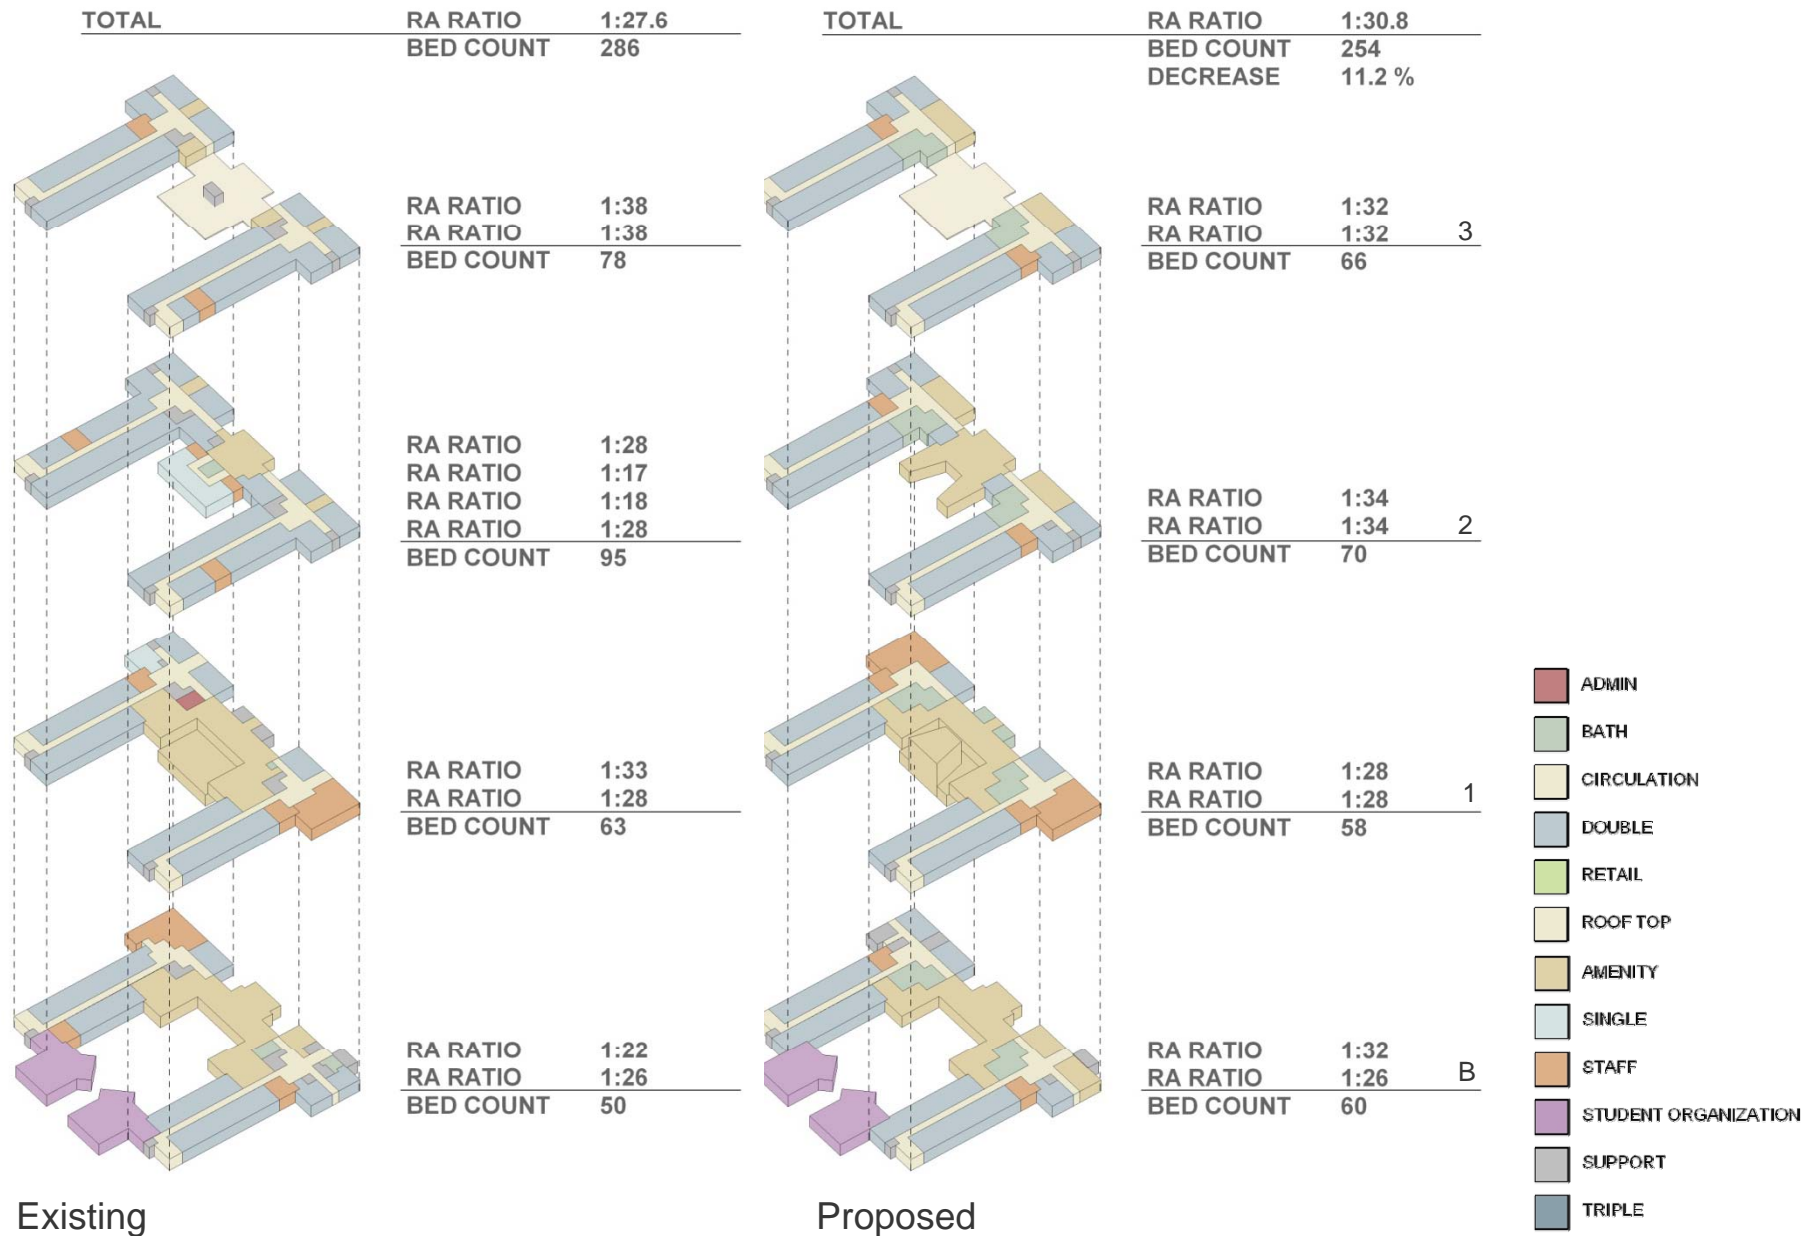 TOTAL RA RATIO 1:27.6
BED COUNT 286
RA RATIO 1:38
RA RATIO 1:38
BED COUNT 78
RA RATIO 1:28
RA RATIO 1:17
RA RATIO 1:18
RA RATIO 1:28
BED COUNT 95
RA RATIO 1:33
RA RATIO 1:28
BED COUNT 63
RA RATIO 1:22
RA RATIO 1:26
BED COUNT 50
Existing
TOTAL RA RATIO 1:30.8
BED COUNT 254
DECREASE 11.2 %
RA RATIO 1:32
RA RATIO 1:32 3
BED COUNT 66
RA RATIO 1:34
RA RATIO 1:34 2
BED COUNT 70
RA RATIO 1:28
RA RATIO 1:28 1
BED COUNT 58
RA RATIO 1:32
RA RATIO 1:26 B
BED COUNT 60
Proposed
ADMIN
BATH
CIRCULATION
DOUBLE
RETAIL
ROOF TOP
AMENITY
SINGLE
STAFF
STUDENT ORGANIZATION
SUPPORT
TRIPLE